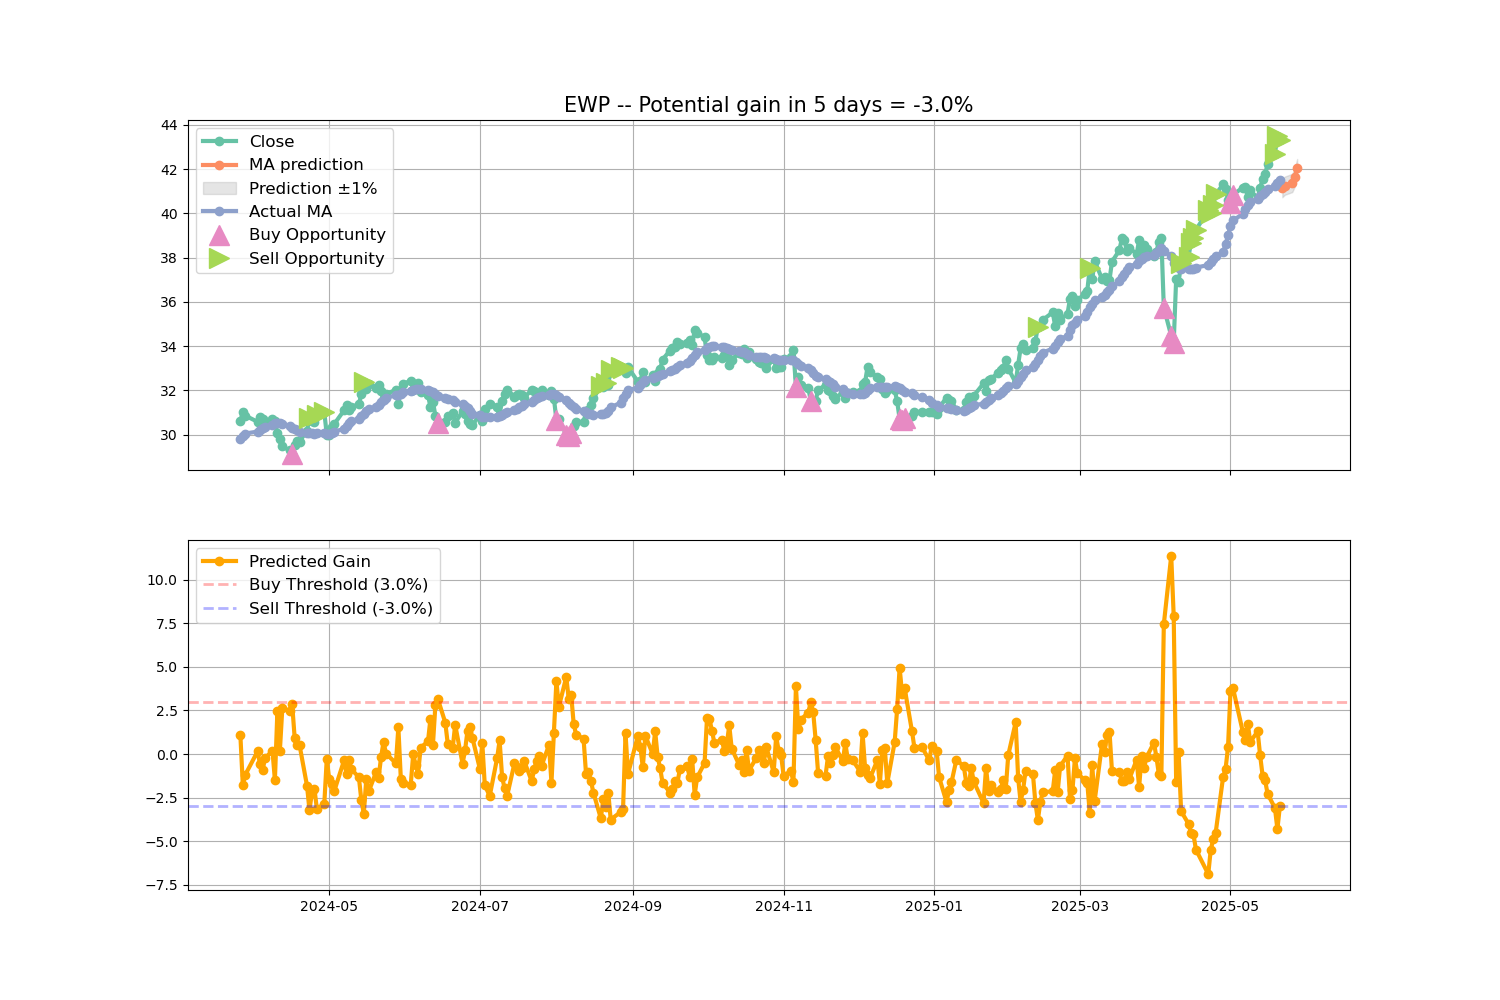 EWP -- Potential gain in 5 days = -3.0%
44
42
40
38
36
34
32
30
Close
MA prediction
Prediction ±1%
Actual MA
Buy Opportunity
Sell Opportunity
10.0
7.5
5.0
2.5
0.0
−2.5
−5.0
−7.5
Predicted Gain
Buy Threshold (3.0%)
Sell Threshold (-3.0%)
2024-05 2024-07 2024-09 2024-11 2025-01 2025-03 2025-05